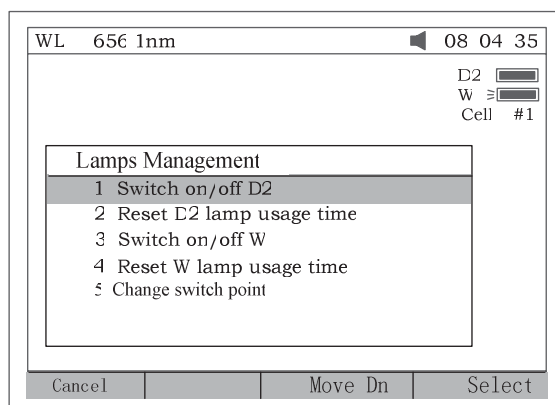 WL 656 1nm 08 04 35
D2
W
Cell #1
Lamps Management
1 Switch on/off D2
2 Reset D2 lamp usage time
3 Switch on/off W
4 Reset W lamp usage time
5 Change switch point
Cancel Move Dn Select